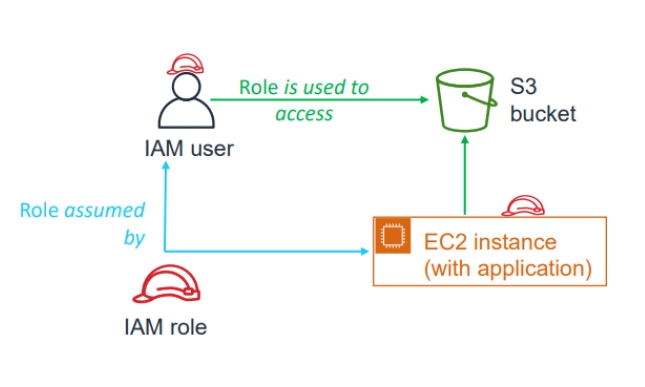 Role is used to
access
S3
bucket
IAM user
Role assumed
by
EC2 instance
(with application)
IAM role